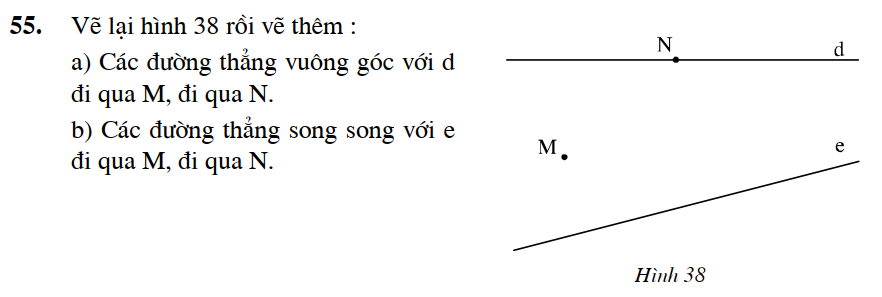 55. Vẽ lại hình 38 rồi vẽ thêm :
a) Các đường thẳng vuông góc với d
đi qua M, đi qua N.
b) Các đường thẳng song song với e
đi qua M, đi qua N.
N
d
M
e
Hình 38